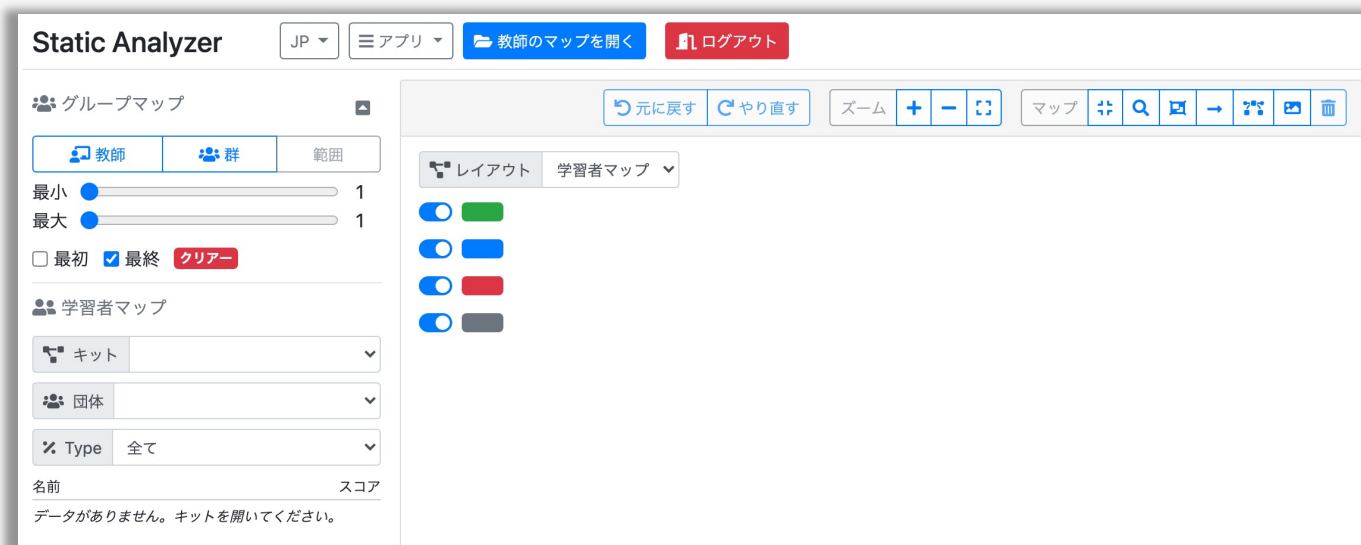 Static Analyzer JP アプリ 教師のマップを開く ログアウト
グループマップ
教師 群 範囲
最小 1
最大 1
最初 最終 クリアー
学習者マップ
キット
団体
Type 全て
名前 スコア
データがありません。キットを開いてください。
元に戻す やり直す ズーム マップ
レイアウト 学習者マップ